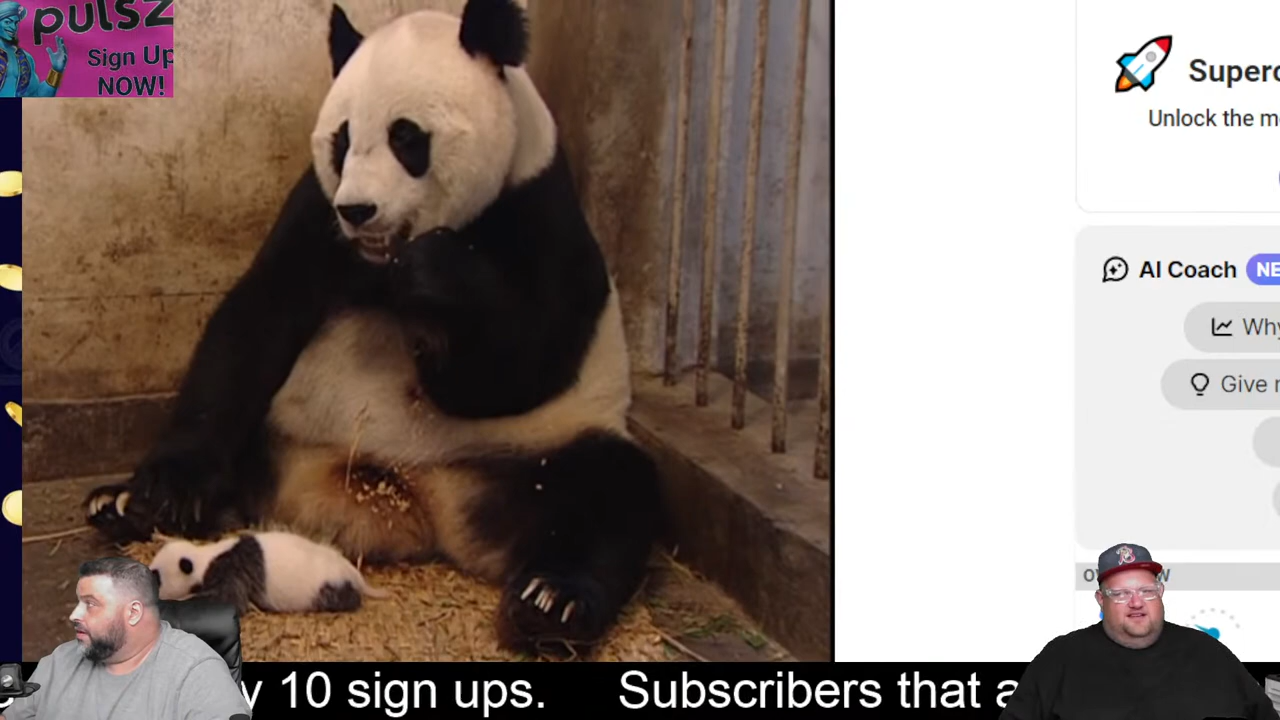 pulsz
Sign Up
NOW!
Superc
Unlock the m
AI Coach NE
Why
Give r
y 10 sign ups. Subscribers that a